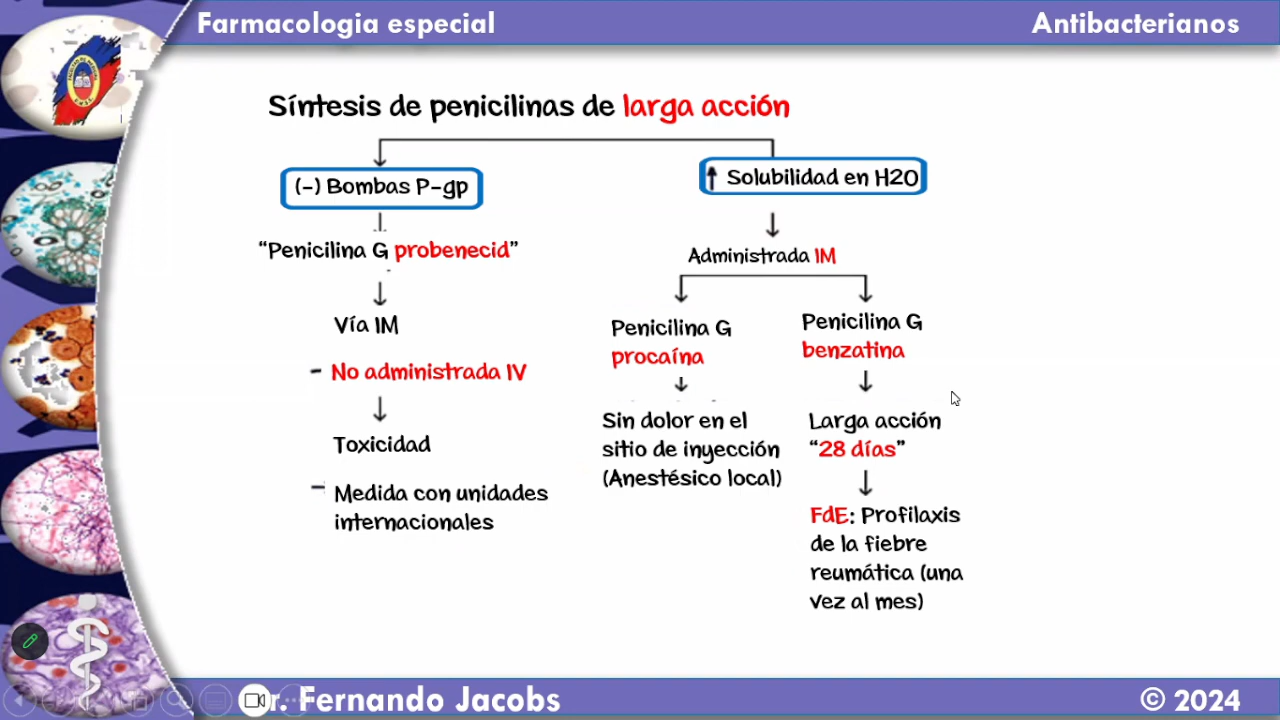 Farmacologia especial
Antibacterianos
Síntesis de penicilinas de larga acción
(-) Bombas P-gp
“Penicilina G probenecid”
Vía IM
- No administrada IV
Toxicidad
- Medida con unidades
internacionales
↑ Solubilidad en H2O
Administrada IM
Penicilina G
procaína
Sin dolor en el
sitio de inyección
(Anestésico local)
Penicilina G
benzatina
Larga acción
“28 días”
FdE: Profilaxis
de la fiebre
reumática (una
vez al mes)
r. Fernando Jacobs
© 2024